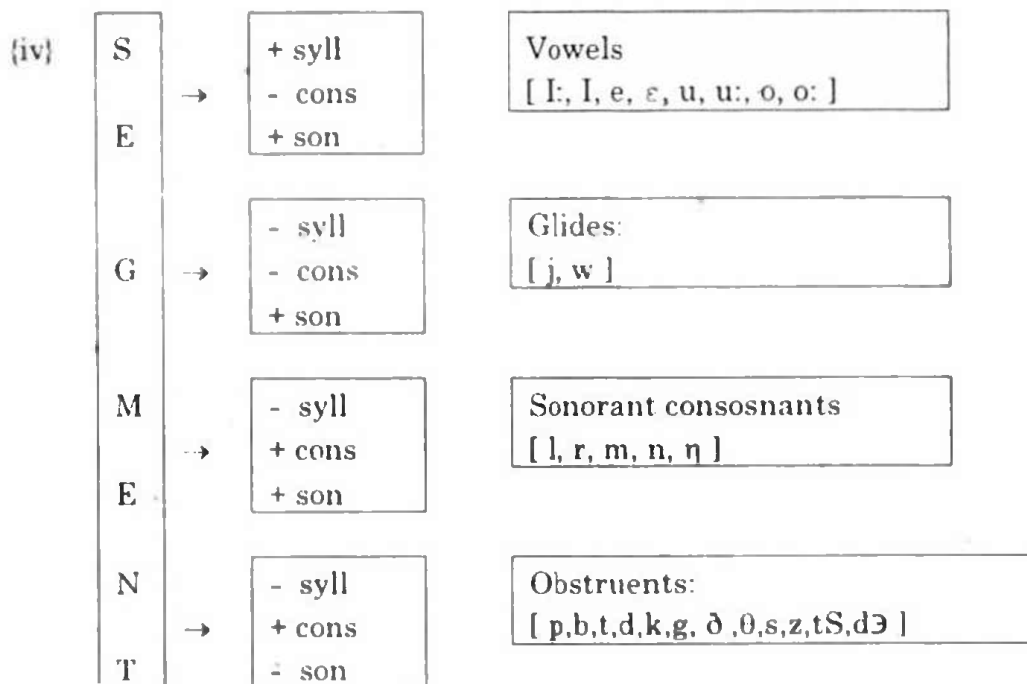 {iv} S + syll Vowels
→ - cons [ I:, I, e, ε, u, u:, o, o: ]
E + son
- syll Glides:
G → - cons [ j, w ]
+ son
M - syll Sonorant consosnants
→ + cons [ l, r, m, n, η ]
E + son
N - syll Obstruents:
→ + cons [ p,b,t,d,k,g, ð ,θ,s,z,tS,dЭ ]
T - son